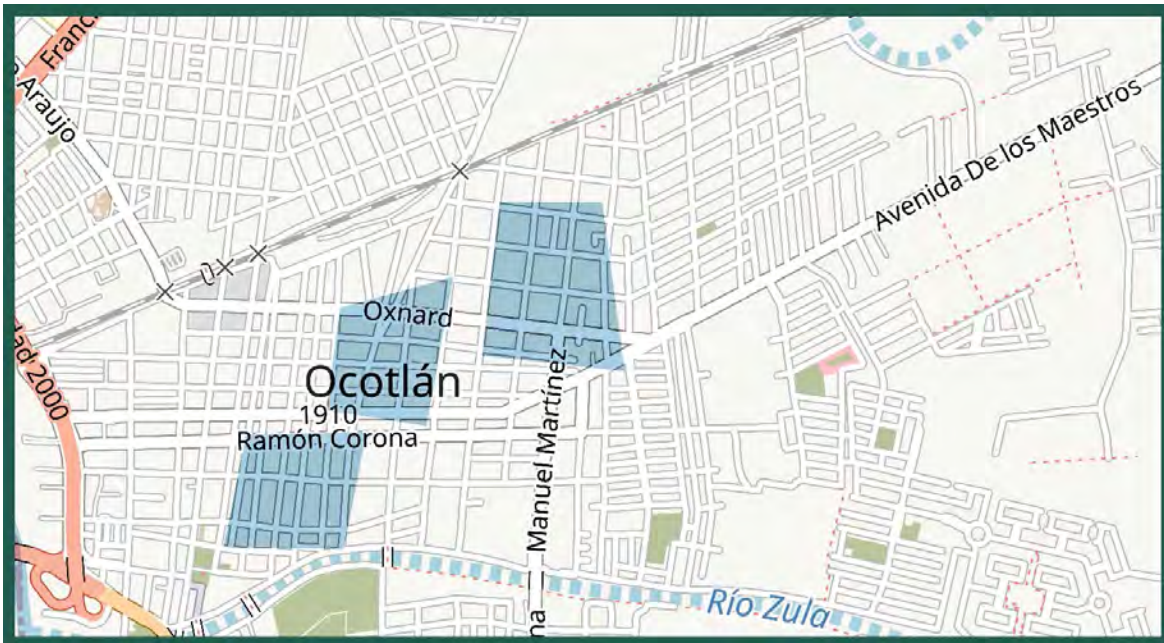 Franc
Araujo
Avenida De los Maestros
Oxnard
dad' 2000
Ocotlán
1910
Ramón Corona
Manuel Martínez
Río Zula
na